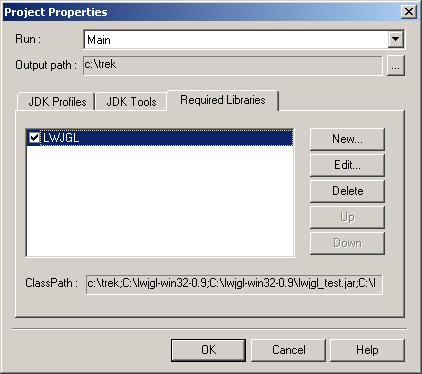 Project Properties
Run :
Main
Output path :
c:\trek
...
JDK Profiles
JDK Tools
Required Libraries
LWJGL
New...
Edit...
Delete
Up
Down
ClassPath :
c:\trek;C:\lwjgl-win32-0.9;C:\lwjgl-win32-0.9\lwjgl_test.jar;C:\l
OK
Cancel
Help